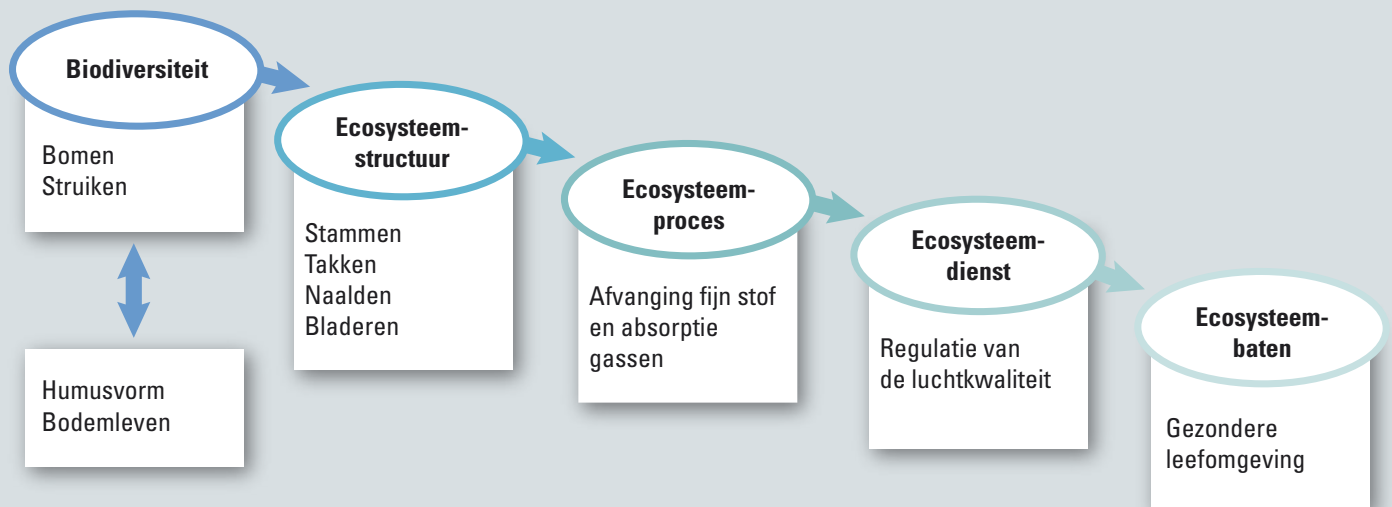 Biodiversiteit
Bomen
Struiken
Humusvorm
Bodemleven
Ecosysteem-
structuur
Stammen
Takken
Naalden
Bladeren
Ecosysteem-
proces
Afvanging fijn stof
en absorptie
gassen
Ecosysteem-
dienst
Regulatie van
de luchtkwaliteit
Ecosysteem-
baten
Gezondere
leefomgeving